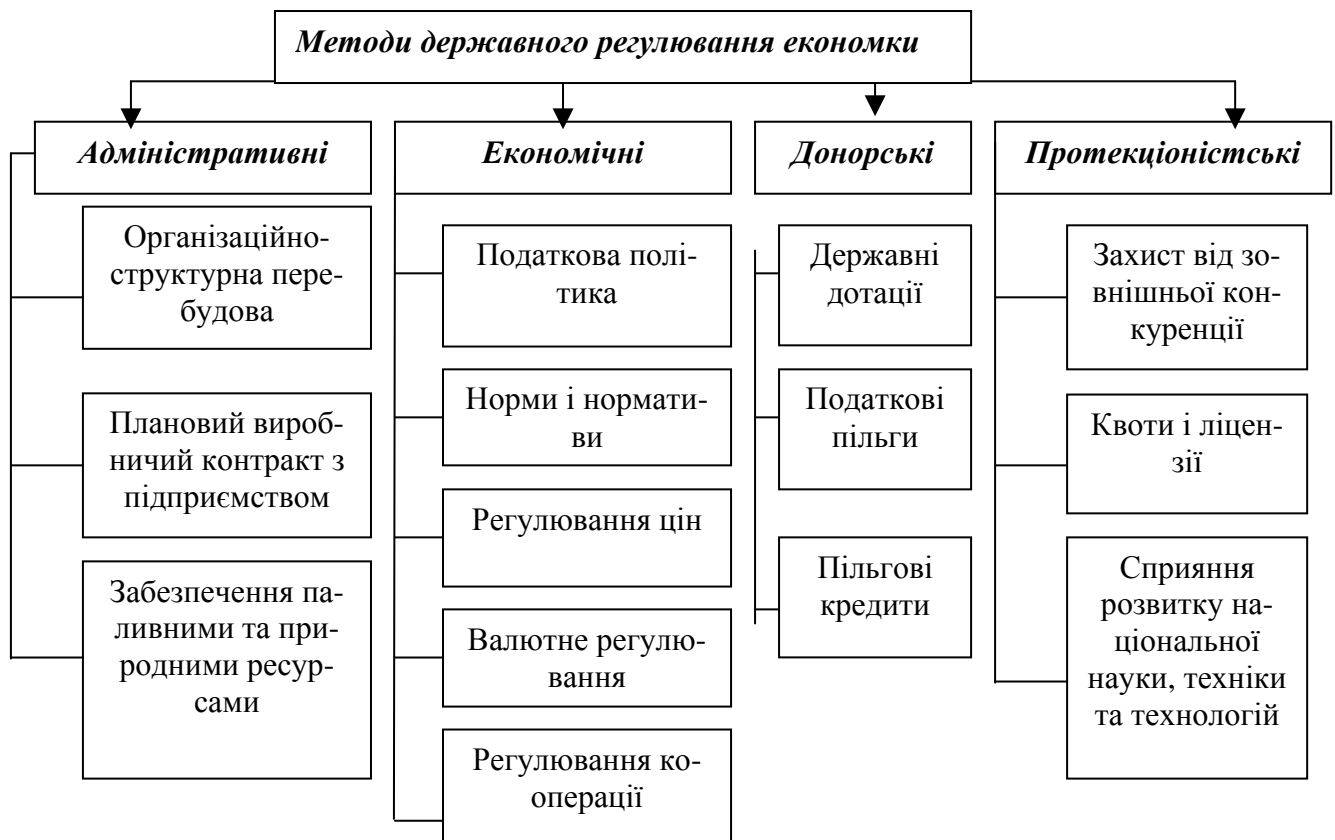 Методи державного регулювання економки
Адміністративні
Організаційно-
структурна пере-
будова
Плановий вироб-
ничий контракт з
підприємством
Забезпечення па-
ливними та при-
родними ресур-
сами
Економічні
Податкова полі-
тика
Норми і нормати-
ви
Регулювання цін
Валютне регулю-
вання
Регулювання ко-
операції
Донорські
Державні
дотації
Податкові
пільги
Пільгові
кредити
Протекціоністські
Захист від зо-
внішньої кон-
куренції
Квоти і ліцен-
зії
Сприяння
розвитку на-
ціональної
науки, техніки
та технологій